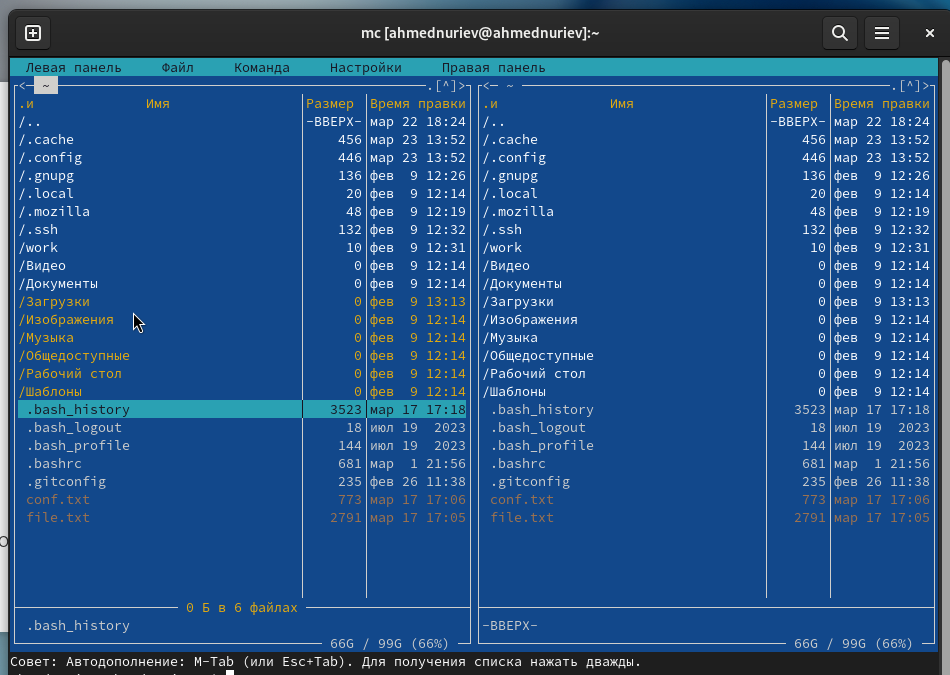 mc [ahmednuriev@ahmednuriev]:~
Левая панель Файл Команда Настройки Правая панель
<— ~ .[^]> <— ~ .[^]>
.и Имя Размер Время правки .и Имя Размер Время правки
/.. -ВВЕРХ- мар 22 18:24 /.. -ВВЕРХ- мар 22 18:24
/.cache 456 мар 23 13:52 /.cache 456 мар 23 13:52
/.config 446 мар 23 13:52 /.config 446 мар 23 13:52
/.gnupg 136 фев 9 12:26 /.gnupg 136 фев 9 12:26
/.local 20 фев 9 12:14 /.local 20 фев 9 12:14
/.mozilla 48 фев 9 12:19 /.mozilla 48 фев 9 12:19
/.ssh 132 фев 9 12:32 /.ssh 132 фев 9 12:32
/work 10 фев 9 12:31 /work 10 фев 9 12:31
/Видео 0 фев 9 12:14 /Видео 0 фев 9 12:14
/Документы 0 фев 9 12:14 /Документы 0 фев 9 12:14
/Загрузки 0 фев 9 13:13 /Загрузки 0 фев 9 13:13
/Изображения 0 фев 9 12:14 /Изображения 0 фев 9 12:14
/Музыка 0 фев 9 12:14 /Музыка 0 фев 9 12:14
/Общедоступные 0 фев 9 12:14 /Общедоступные 0 фев 9 12:14
/Рабочий стол 0 фев 9 12:14 /Рабочий стол 0 фев 9 12:14
/Шаблоны 0 фев 9 12:14 /Шаблоны 0 фев 9 12:14
.bash_history 3523 мар 17 17:18 .bash_history 3523 мар 17 17:18
.bash_logout 18 июл 19 2023 .bash_logout 18 июл 19 2023
.bash_profile 144 июл 19 2023 .bash_profile 144 июл 19 2023
.bashrc 681 мар 1 21:56 .bashrc 681 мар 1 21:56
.gitconfig 235 фев 26 11:38 .gitconfig 235 фев 26 11:38
conf.txt 773 мар 17 17:06 conf.txt 773 мар 17 17:06
file.txt 2791 мар 17 17:05 file.txt 2791 мар 17 17:05
0 Б в 6 файлах
.bash_history -ВВЕРХ-
66G / 99G (66%) 66G / 99G (66%)
Совет: Автодополнение: M-Tab (или Esc+Tab). Для получения списка нажать дважды.